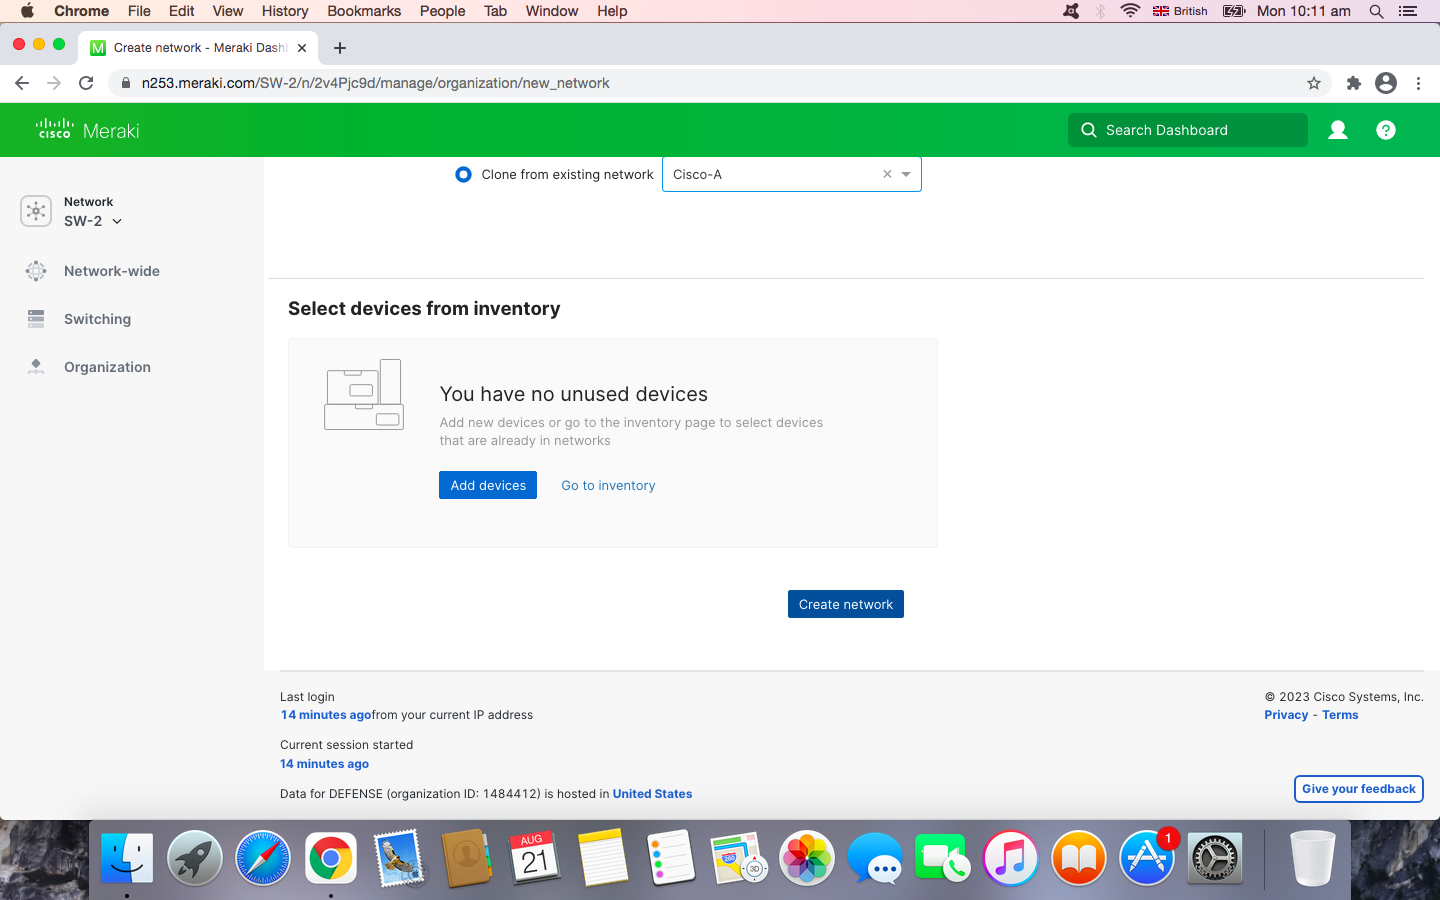 Chrome File Edit View History Bookmarks People Tab Window Help British Mon 10:11 am
Create network - Meraki Dash
n253.meraki.com/SW-2/n/2v4Pjc9d/manage/organization/new_network
CISCO Meraki
Search Dashboard
Clone from existing network
Cisco-A
Network
SW-2
Network-wide
Switching
Organization
Select devices from inventory
You have no unused devices
Add new devices or go to the inventory page to select devices
that are already in networks
Add devices
Go to inventory
Create network
Last login
14 minutes agofrom your current IP address
Current session started
14 minutes ago
Data for DEFENSE (organization ID: 1484412) is hosted in United States
© 2023 Cisco Systems, Inc.
Privacy - Terms
Give your feedback
AUG
21
280
3D
1